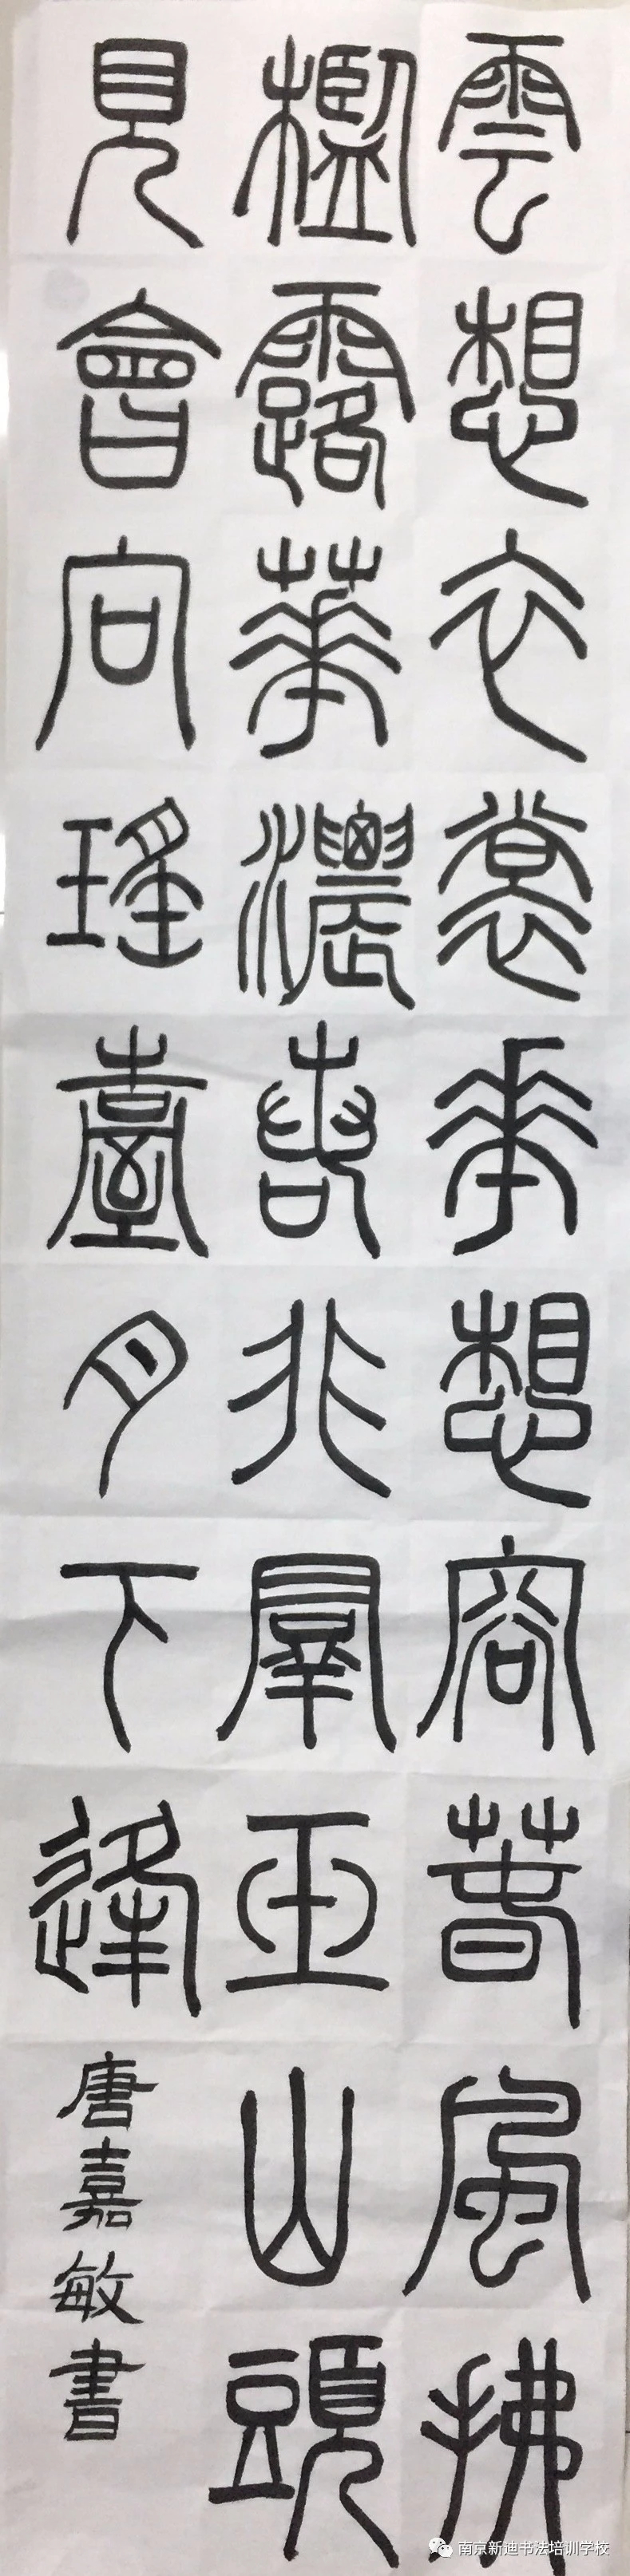 雲想衣裳華想容萅風拂
檻露華濃若非羣玉山頭
見會向瑤臺月下逢
唐嘉敏書
南京新迪书法培训学校